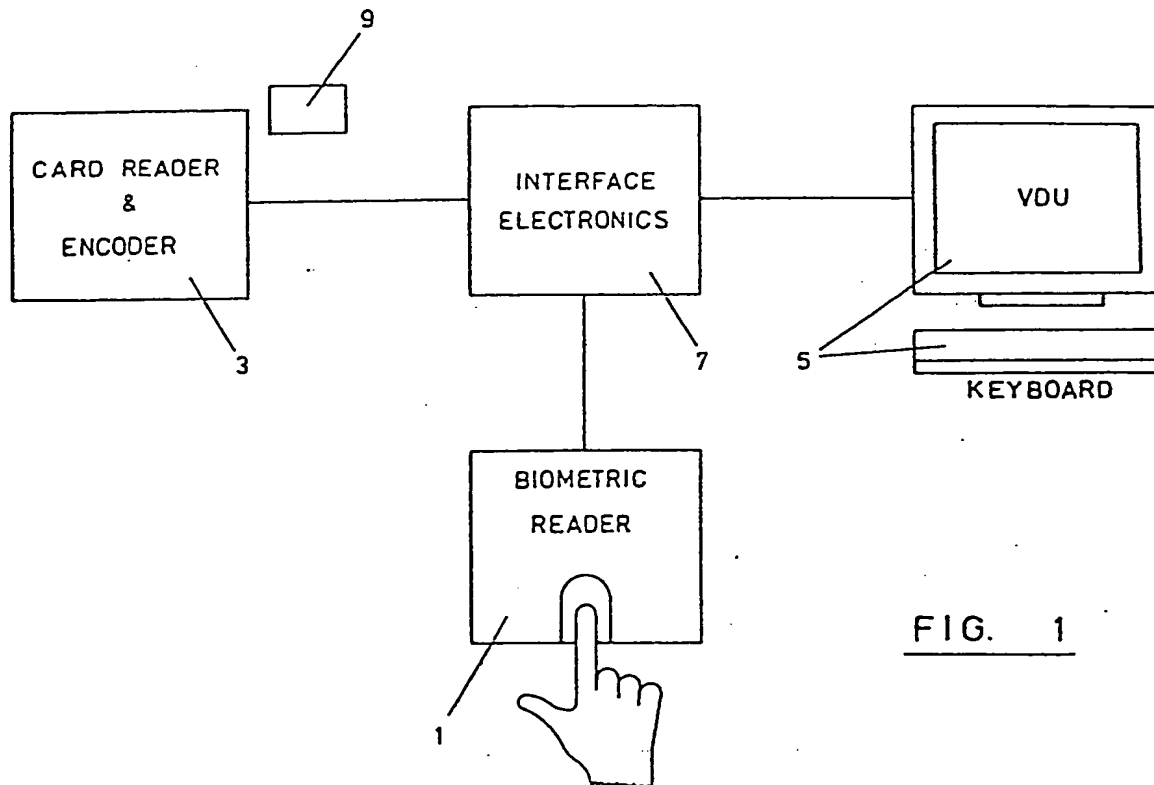 9
CARD READER
&
ENCODER
3
INTERFACE
ELECTRONICS
7
VDU
5
KEYBOARD
BIOMETRIC
READER
1
FIG. 1